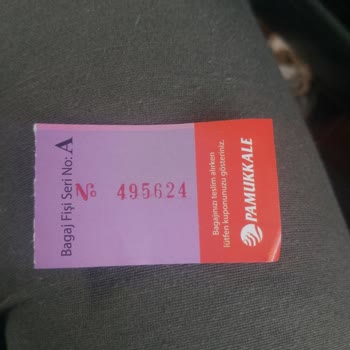 Bagaj Fişi Seri No: A
No 495624
Bagajınızı teslim alırken
lütfen kuponunuzu gösteriniz.
PAMUKKALE